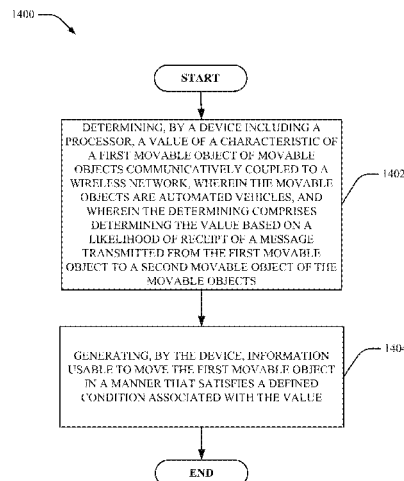 1400
START
DETERMINING, BY A DEVICE INCLUDING A
PROCESSOR, A VALUE OF A CHARACTERISTIC OF
A FIRST MOVABLE OBJECT OF MOVABLE
OBJECTS COMMUNICATIVELY COUPLED TO A
WIRELESS NETWORK, WHEREIN THE MOVABLE
OBJECTS ARE AUTOMATED VEHICLES, AND
WHEREIN THE DETERMINING COMPRISES
DETERMINING THE VALUE BASED ON A
LIKELIHOOD OF RECEIPT OF A MESSAGE
TRANSMITTED FROM THE FIRST MOVABLE
OBJECT TO A SECOND MOVABLE OBJECT OF THE
MOVABLE OBJECTS
1402
GENERATING, BY THE DEVICE, INFORMATION
USABLE TO MOVE THE FIRST MOVABLE OBJECT
IN A MANNER THAT SATISFIES A DEFINED
CONDITION ASSOCIATED WITH THE VALUE
1404
END